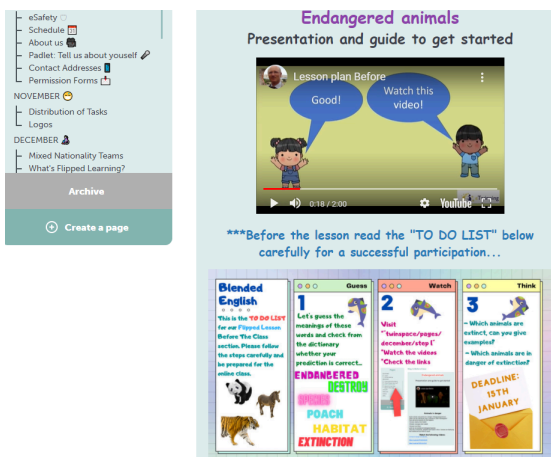 eSafety
Schedule
About us
Padlet: Tell us about youself
Contact Addresses
Permission Forms
NOVEMBER
Distribution of Tasks
Logos
DECEMBER
Mixed Nationality Teams
What's Flipped Learning?
Archive
Create a page
Endangered animals
Presentation and guide to get started
Lesson plan Before
Good!
Watch this
video!
0:18 / 2:00
YouTube
***Before the lesson read the "TO DO LIST" below
carefully for a successful participation...
Blended
English
This is the "TO DO LIST"
for our Flipped Lesson
Before The Class
section. Please follow
the steps carefully and
be prepared for the
online class.
Guess
1
Let's guess the
meanings of these
words and check from
the dictionary
whether your
prediction is correct...
ENDANGERED
DESTROY
SPECIES
POACH
HABITAT
EXTINCTION
Watch
2
Visit
"twinspace/pages/
december/step 1"
*Watch the videos
*Check the links
Think
3
- Which animals are
extinct, can you give
examples?
- Which animals are in
danger of extinction?
DEADLINE:
15TH
JANUARY